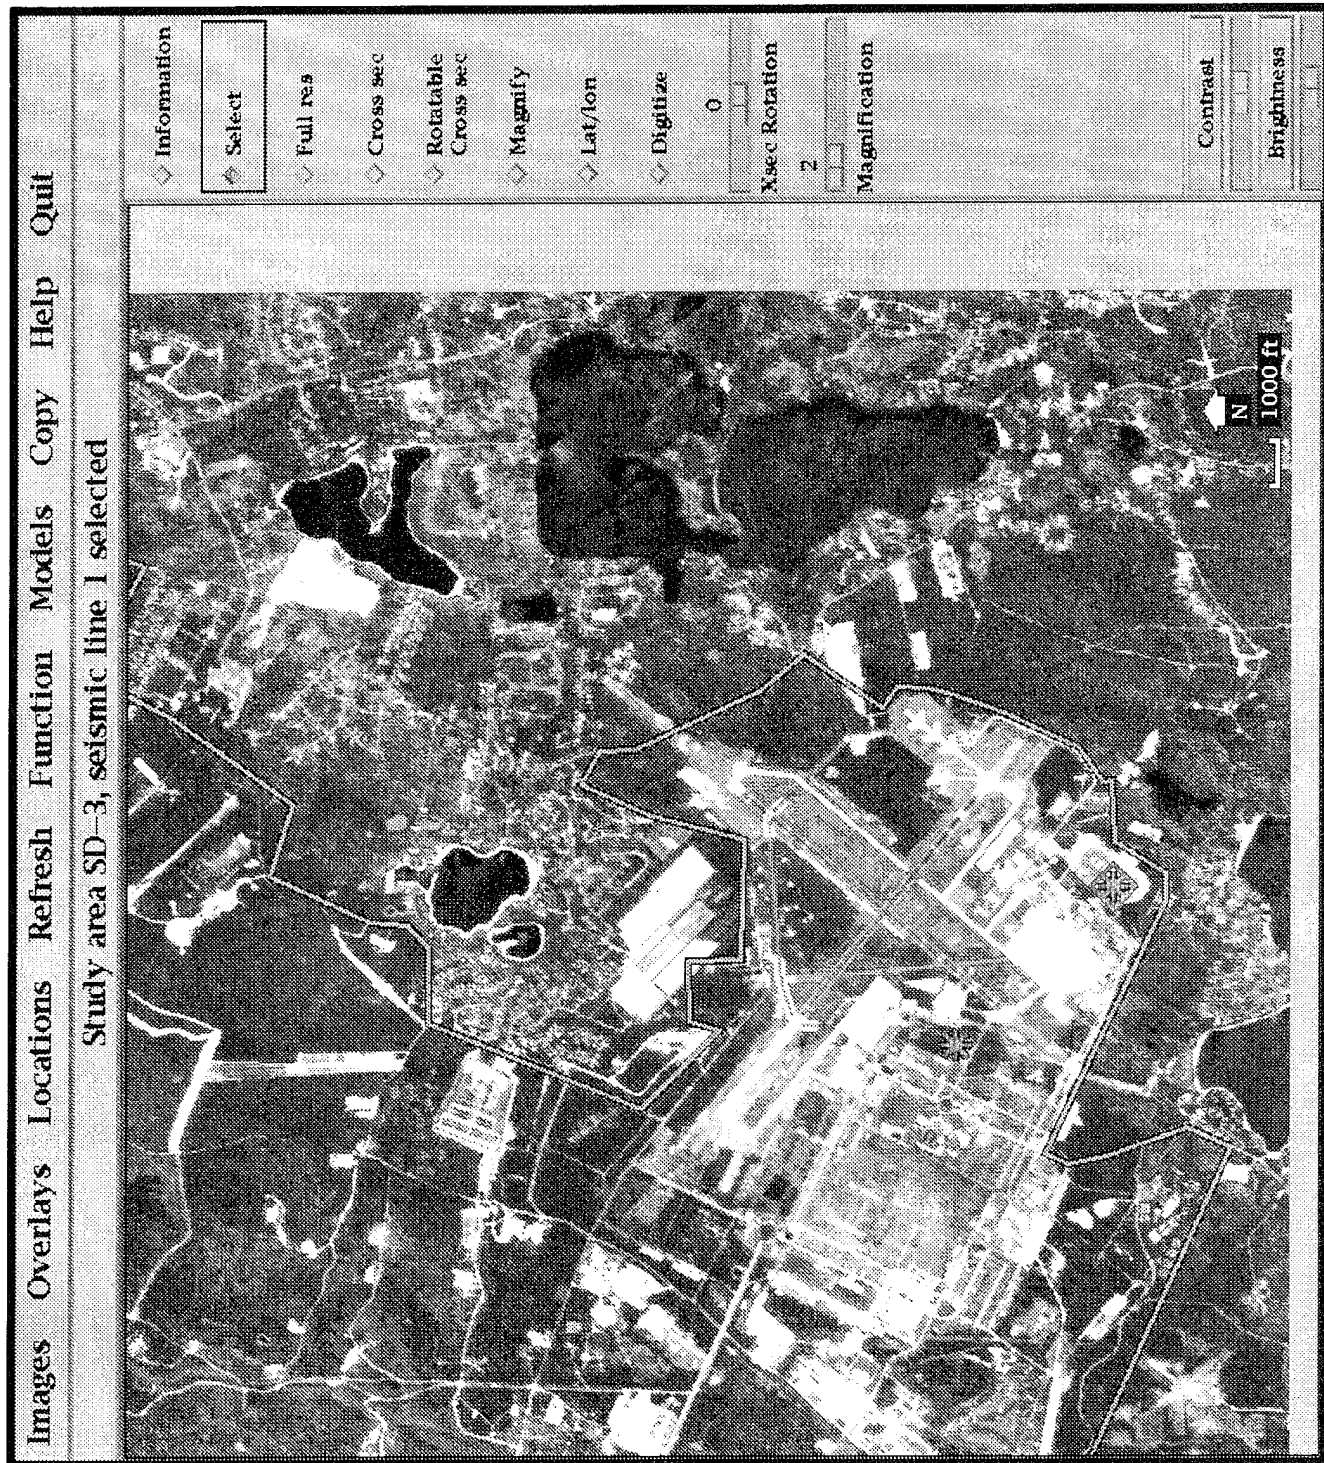 Images Overlays Locations Refresh Function Models Copy Help Quit
Study area SD-3, seismic line 1 selected
Information
Select
Full res
Cross sec
Rotatable
Cross sec
Magnify
Lat/lon
Digitize
0
Xsec Rotation
2
Magnification
Contrast
Brightness
N
1000 ft